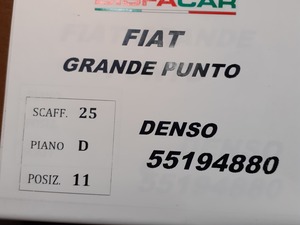 FIAT
GRANDE PUNTO
SCAFF. 25
PIANO D
POSIZ. 11
DENSO
55194880